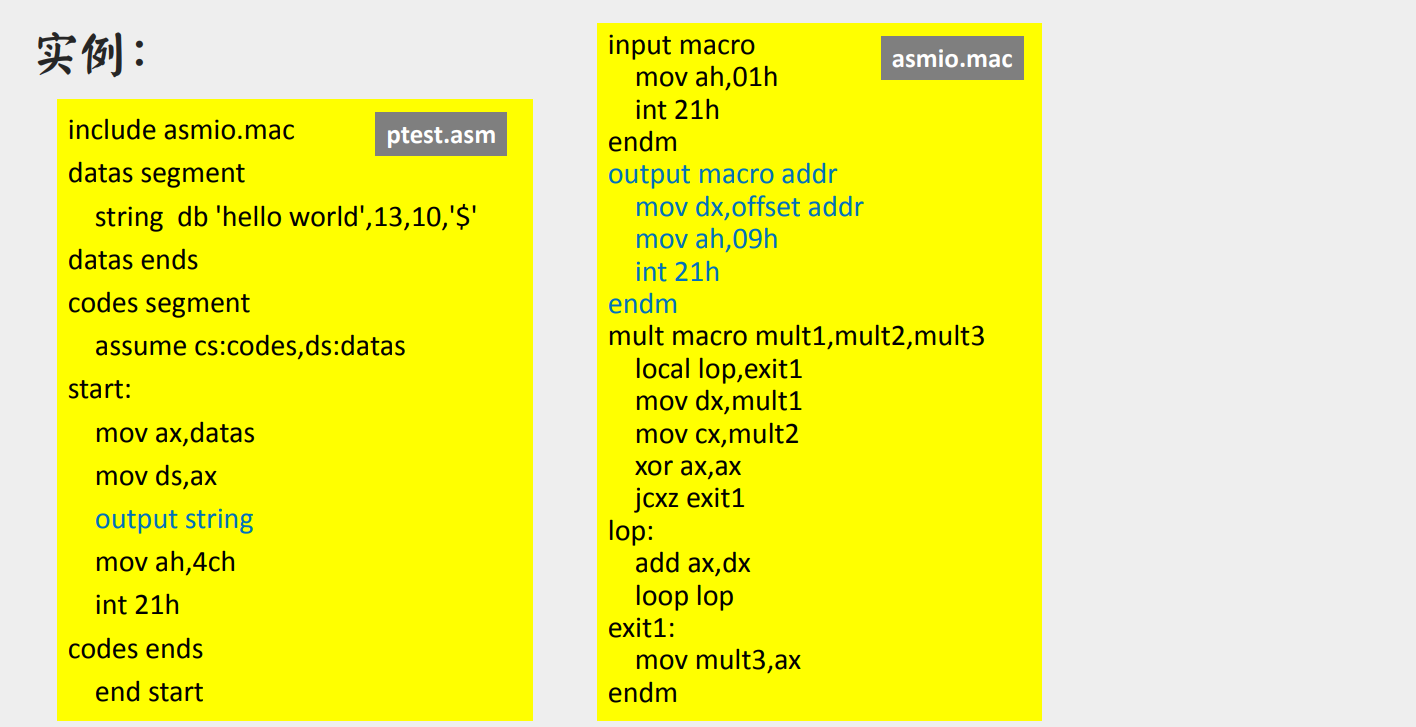 实例：
ptest.asm
include asmio.mac
datas segment
string  db 'hello world',13,10,'$'
datas ends
codes segment
assume cs:codes,ds:datas
start:
mov ax,datas
mov ds,ax
output string
mov ah,4ch
int 21h
codes ends
end start
asmio.mac
input macro
mov ah,01h
int 21h
endm
output macro addr
mov dx,offset addr
mov ah,09h
int 21h
endm
mult macro mult1,mult2,mult3
local lop,exit1
mov dx,mult1
mov cx,mult2
xor ax,ax
jcxz exit1
lop:
add ax,dx
loop lop
exit1:
mov mult3,ax
endm